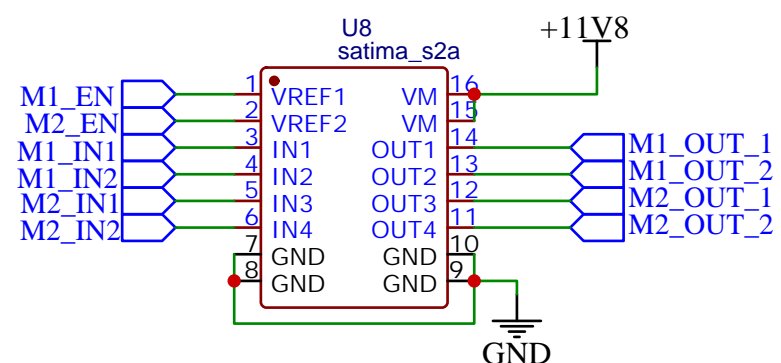 U8
satima_s2a
+11V8
M1_EN 1 VREF1 VM 16
M2_EN 2 VREF2 VM 15
M1_IN1 3 IN1 OUT1 14 M1_OUT_1
M1_IN2 4 IN2 OUT2 13 M1_OUT_2
M2_IN1 5 IN3 OUT3 12 M2_OUT_1
M2_IN2 6 IN4 OUT4 11 M2_OUT_2
7 GND GND 10
8 GND GND 9
GND